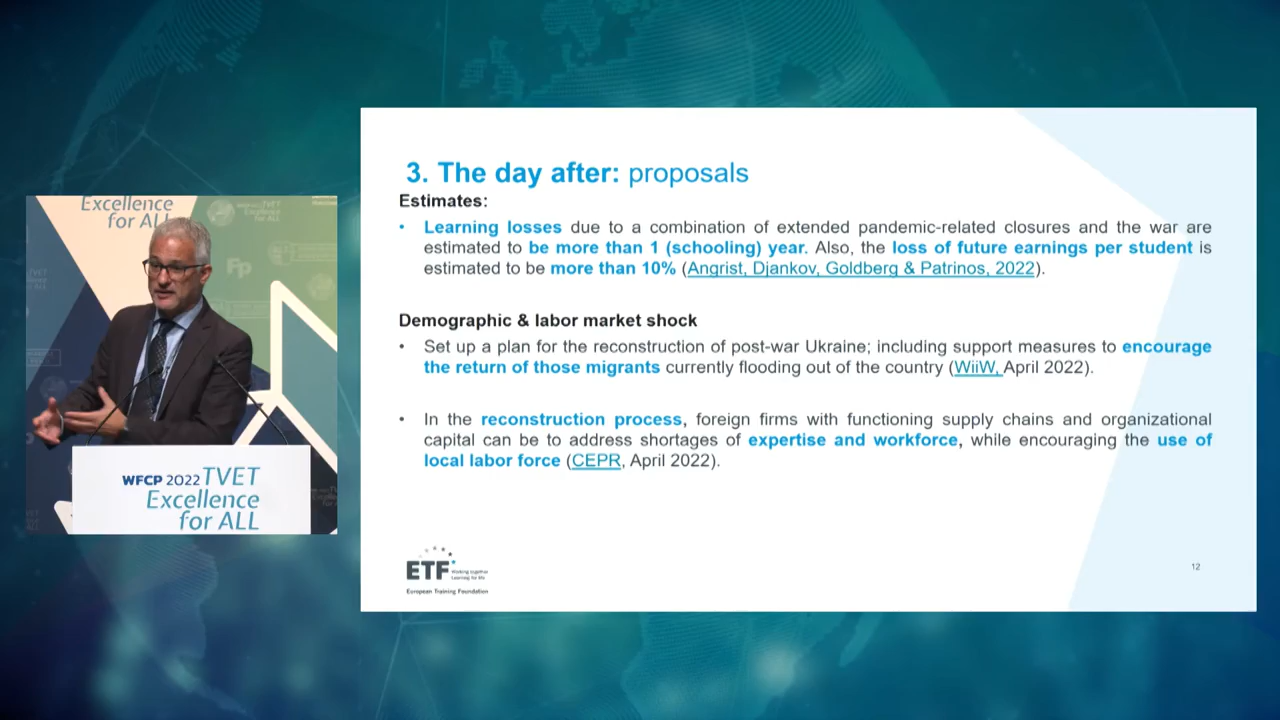 Excellence
for ALL
Fp
WFCP 2022 TVET
Excellence
for ALL
3. The day after: proposals
Estimates:
• Learning losses due to a combination of extended pandemic-related closures and the war are
estimated to be more than 1 (schooling) year. Also, the loss of future earnings per student is
estimated to be more than 10% (Angrist, Djankov, Goldberg & Patrinos, 2022).
Demographic & labor market shock
• Set up a plan for the reconstruction of post-war Ukraine; including support measures to encourage
the return of those migrants currently flooding out of the country (WiiW, April 2022).
• In the reconstruction process, foreign firms with functioning supply chains and organizational
capital can be to address shortages of expertise and workforce, while encouraging the use of
local labor force (CEPR, April 2022).
ETF
Working together
Learning for life
European Training Foundation
12